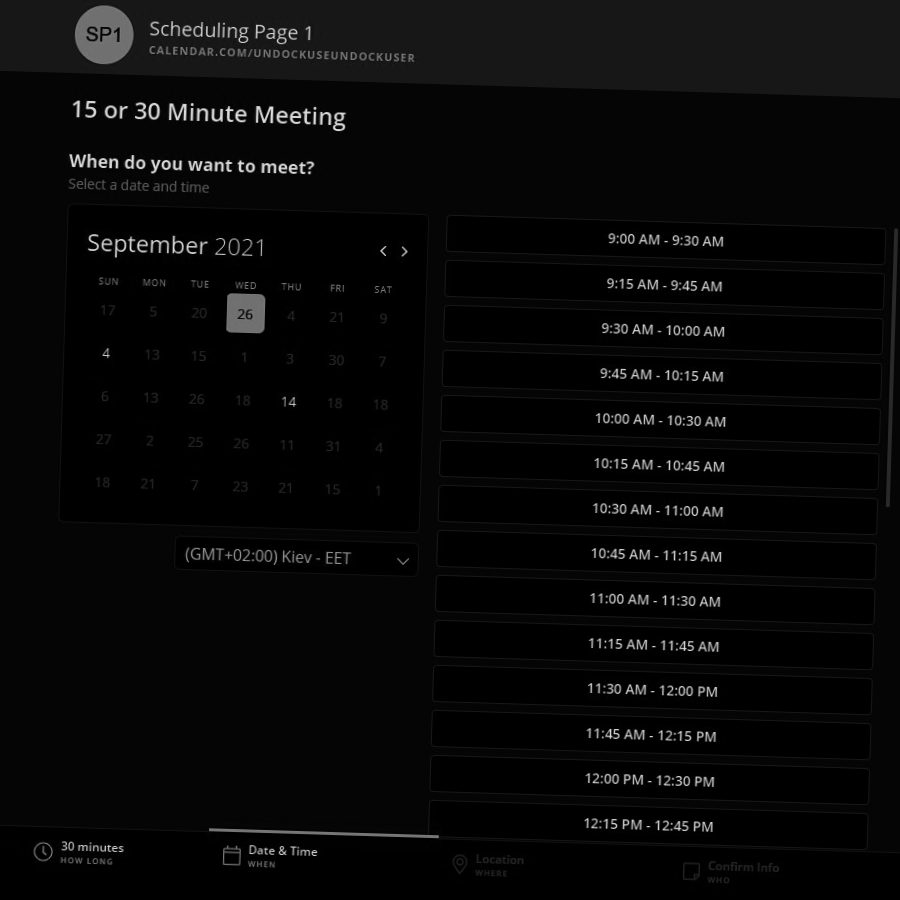 SP1
Scheduling Page 1
CALENDAR.COM/UNDOCKUSEUNDOCKUSER
15 or 30 Minute Meeting
When do you want to meet?
Select a date and time
September 2021
SUN MON TUE WED THU FRI SAT
17 5 20 26 4 21 9
4 13 15 1 3 30 7
6 13 26 18 14 18 18
27 2 25 26 11 31 4
18 21 7 23 21 15 1
(GMT+02:00) Kiev - EET
9:00 AM - 9:30 AM
9:15 AM - 9:45 AM
9:30 AM - 10:00 AM
9:45 AM - 10:15 AM
10:00 AM - 10:30 AM
10:15 AM - 10:45 AM
10:30 AM - 11:00 AM
10:45 AM - 11:15 AM
11:00 AM - 11:30 AM
11:15 AM - 11:45 AM
11:30 AM - 12:00 PM
11:45 AM - 12:15 PM
12:00 PM - 12:30 PM
12:15 PM - 12:45 PM
30 minutes
HOW LONG
Date & Time
WHEN
Location
WHERE
Confirm Info
WHO